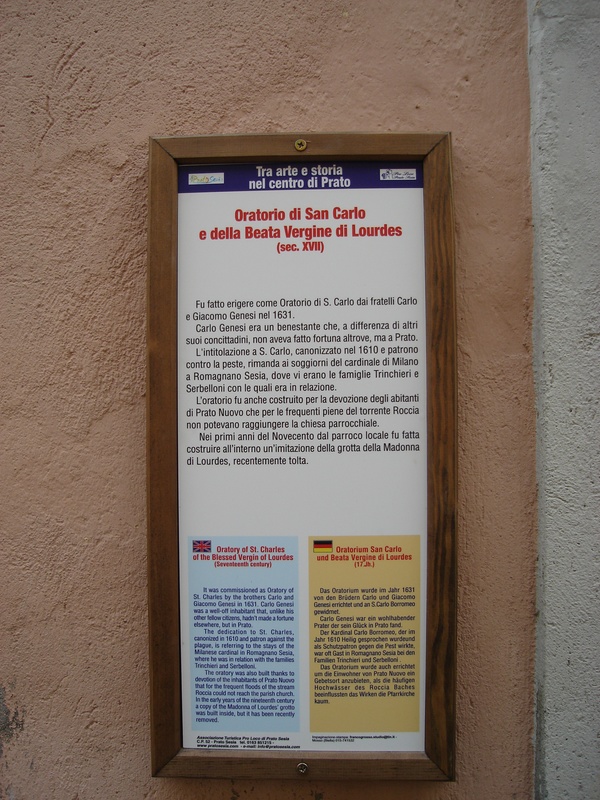 Tra arte e storia
nel centro di Prato
Oratorio di San Carlo
e della Beata Vergine di Lourdes
(sec. XVII)
Fu fatto erigere come Oratorio di S. Carlo dai fratelli Carlo
e Giacomo Genesi nel 1631.
Carlo Genesi era un benestante che, a differenza di altri
suoi concittadini, non aveva fatto fortuna altrove, ma a Prato.
L'intitolazione a S. Carlo, canonizzato nel 1610 e patrono
contro la peste, rimanda ai soggiorni del cardinale di Milano
a Romagnano Sesia, dove vi erano le famiglie Trinchieri e
Serbelloni con le quali era in relazione.
L'oratorio fu anche costruito per la devozione degli abitanti
di Prato Nuovo che per le frequenti piene del torrente Roccia
non potevano raggiungere la chiesa parrocchiale.
Nei primi anni del Novecento dal parroco locale fu fatta
costruire all'interno un'imitazione della grotta della Madonna
di Lourdes, recentemente tolta.
Oratory of St. Charles
of the Blessed Vergin of Lourdes
(Seventeenth century)
It was commissioned as Oratory of
St. Charles by the brothers Carlo and
Giacomo Genesi in 1631. Carlo Genesi
was a well-off inhabitant that, unlike his
other fellow citizens, hadn't made a fortune
elsewhere, but in Prato.
The dedication to St. Charles,
canonized in 1610 and patron against the
plague, is referring to the stays of the
Milanese cardinal in Romagnano Sesia,
where he was in relation with the families
Trinchieri and Serbelloni.
The oratory was also built thanks to
devotion of the inhabitants of Prato Nuovo
that for the frequent floods of the stream
Roccia could not reach the parish church.
In the early years of the nineteenth century
a copy of the Madonna of Lourdes' grotto
was built inside, but it has been recently
removed.
Oratorium San Carlo
und Beata Vergine di Lourdes
(17.Jh.)
Das Oratorium wurde im Jahr 1631
von den Brüdern Carlo und Giacomo
Genesi errichtet und an S.Carlo Borromeo
gewidmet.
Carlo Genesi war ein wohlhabender
Prater der sein Glück in Prato fand.
Der Kardinal Carlo Borromeo, der im
Jahr 1610 Heilig gesprochen wurdeund
als Schutzpatron gegen die Pest wirkte,
war oft Gast in Romagnano Sesia bei den
Familien Trinchieri und Serbelloni.
Das Oratorium wurde auch errichtet
um die Einwohner von Prato Nuovo ein
Gebetsort anzubieten, als die häufigen
Hochwässer des Roccia Baches
beeinflussten das Wirken die Pfarrkirche
kaum.
Associazione Turistica Pro Loco di Prato Sesia
C.P. 52 - Prato Sesia
www.pratosesia.com - e-mail: info@pratosesia.com